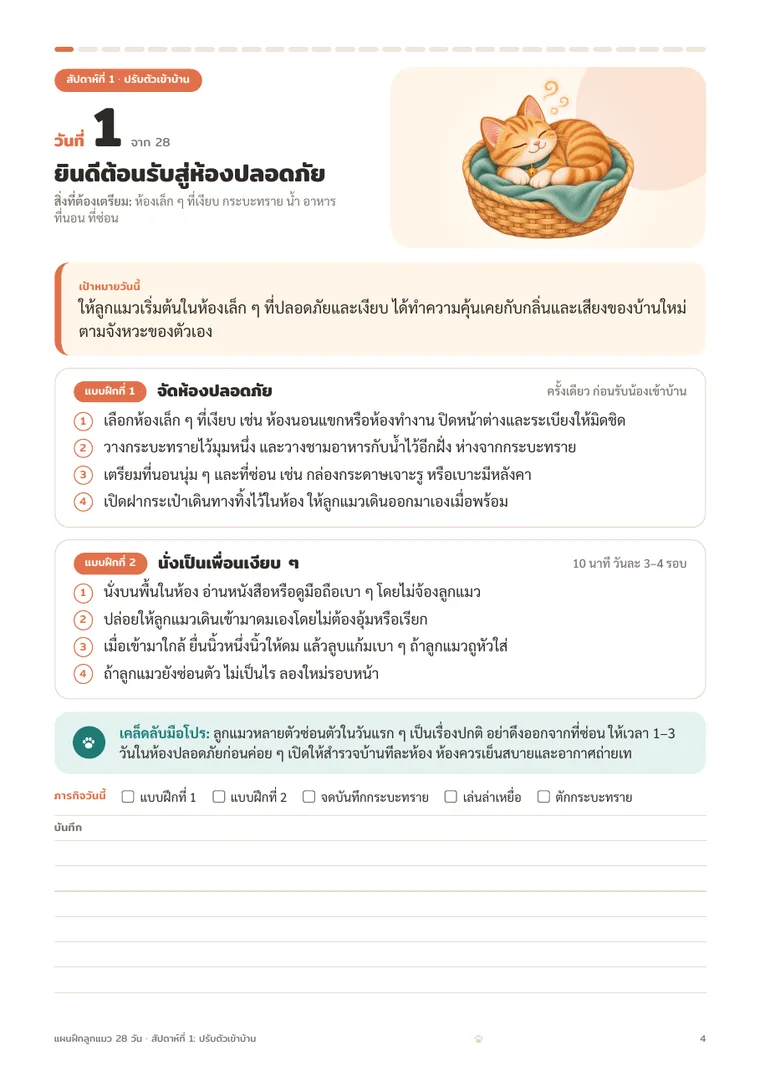 สัปดาห์ที่ 1 · ปรับตัวเข้าบ้าน
วันที่ 1 จาก 28
ยินดีต้อนรับสู่ห้องปลอดภัย
สิ่งที่ต้องเตรียม: ห้องเล็ก ๆ ที่เงียบ กระบะทราย น้ำ อาหาร
ที่นอน ที่ซ่อน
เป้าหมายวันนี้
ให้ลูกแมวเริ่มต้นในห้องเล็ก ๆ ที่ปลอดภัยและเงียบ ได้ทำความคุ้นเคยกับกลิ่นและเสียงของบ้านใหม่
ตามจังหวะของตัวเอง
แบบฝึกที่ 1 จัดห้องปลอดภัย ครั้งเดียว ก่อนรับน้องเข้าบ้าน
1 เลือกห้องเล็ก ๆ ที่เงียบ เช่น ห้องนอนแขกหรือห้องทำงาน ปิดหน้าต่างและระเบียงให้มิดชิด
2 วางกระบะทรายไว้มุมหนึ่ง และวางชามอาหารกับน้ำไว้อีกฝั่ง ห่างจากกระบะทราย
3 เตรียมที่นอนนุ่ม ๆ และที่ซ่อน เช่น กล่องกระดาษเจาะรู หรือเบาะมีหลังคา
4 เปิดฝากระเป๋าเดินทางทิ้งไว้ในห้อง ให้ลูกแมวเดินออกมาเองเมื่อพร้อม
แบบฝึกที่ 2 นั่งเป็นเพื่อนเงียบ ๆ 10 นาที วันละ 3–4 รอบ
1 นั่งบนพื้นในห้อง อ่านหนังสือหรือดูมือถือเบา ๆ โดยไม่จ้องลูกแมว
2 ปล่อยให้ลูกแมวเดินเข้ามาดมเองโดยไม่ต้องอุ้มหรือเรียก
3 เมื่อเข้ามาใกล้ ยื่นนิ้วหนึ่งนิ้วให้ดม แล้วลูบแก้มเบา ๆ ถ้าลูกแมวถูหัวใส่
4 ถ้าลูกแมวยังซ่อนตัว ไม่เป็นไร ลองใหม่รอบหน้า
เคล็ดลับมือโปร: ลูกแมวหลายตัวซ่อนตัวในวันแรก ๆ เป็นเรื่องปกติ อย่าดึงออกจากที่ซ่อน ให้เวลา 1–3
วันในห้องปลอดภัยก่อนค่อย ๆ เปิดให้สำรวจบ้านทีละห้อง ห้องควรเย็นสบายและอากาศถ่ายเท
ภารกิจวันนี้ แบบฝึกที่ 1 แบบฝึกที่ 2 จดบันทึกกระบะทราย เล่นล่าเหยื่อ ตักกระบะทราย
บันทึก
แผนฝึกลูกแมว 28 วัน · สัปดาห์ที่ 1: ปรับตัวเข้าบ้าน 4